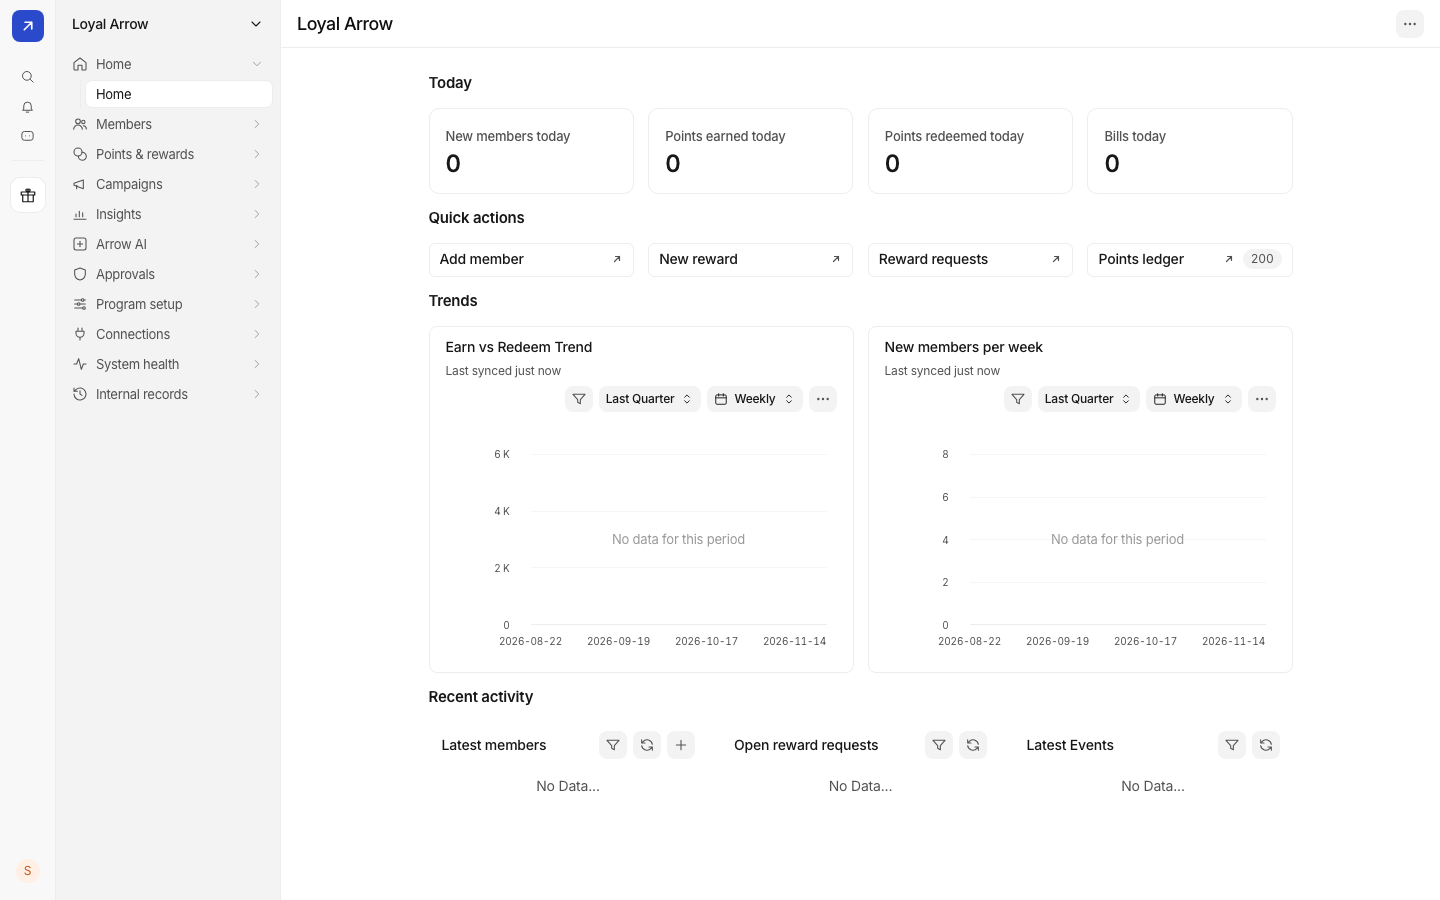 Loyal Arrow
Home
Home
Members
Points & rewards
Campaigns
Insights
Arrow AI
Approvals
Program setup
Connections
System health
Internal records
S
Loyal Arrow
Today
New members today
0
Points earned today
0
Points redeemed today
0
Bills today
0
Quick actions
Add member
New reward
Reward requests
Points ledger 200
Trends
Earn vs Redeem Trend
Last synced just now
Last Quarter Weekly
6 K
4 K
No data for this period
2 K
0
2026-08-22 2026-09-19 2026-10-17 2026-11-14
New members per week
Last synced just now
Last Quarter Weekly
8
6
4 No data for this period
2
0
2026-08-22 2026-09-19 2026-10-17 2026-11-14
Recent activity
Latest members
No Data...
Open reward requests
No Data...
Latest Events
No Data...